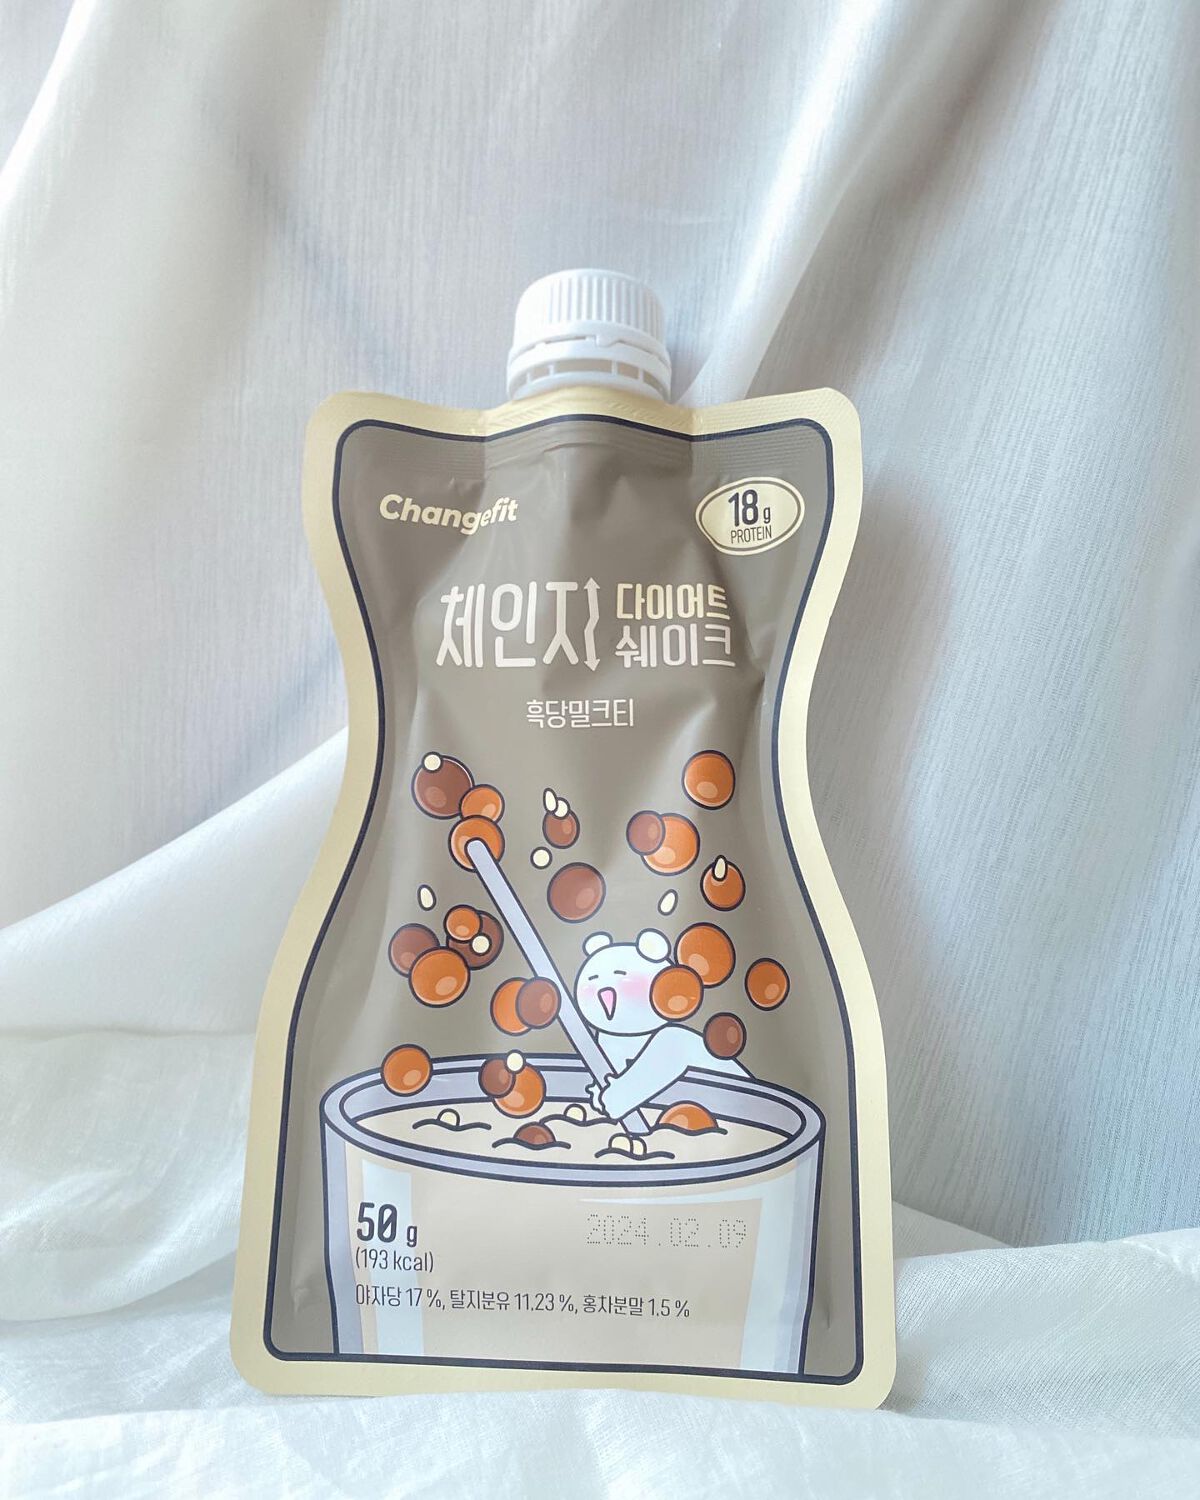 Changefit
18 g
PROTEIN
체인지 다이어트
쉐이크
흑당밀크티
50 g
(193 kcal)
2024.02.09
야자당 17 %, 탈지분유 11.23 %, 홍차분말 1.5 %